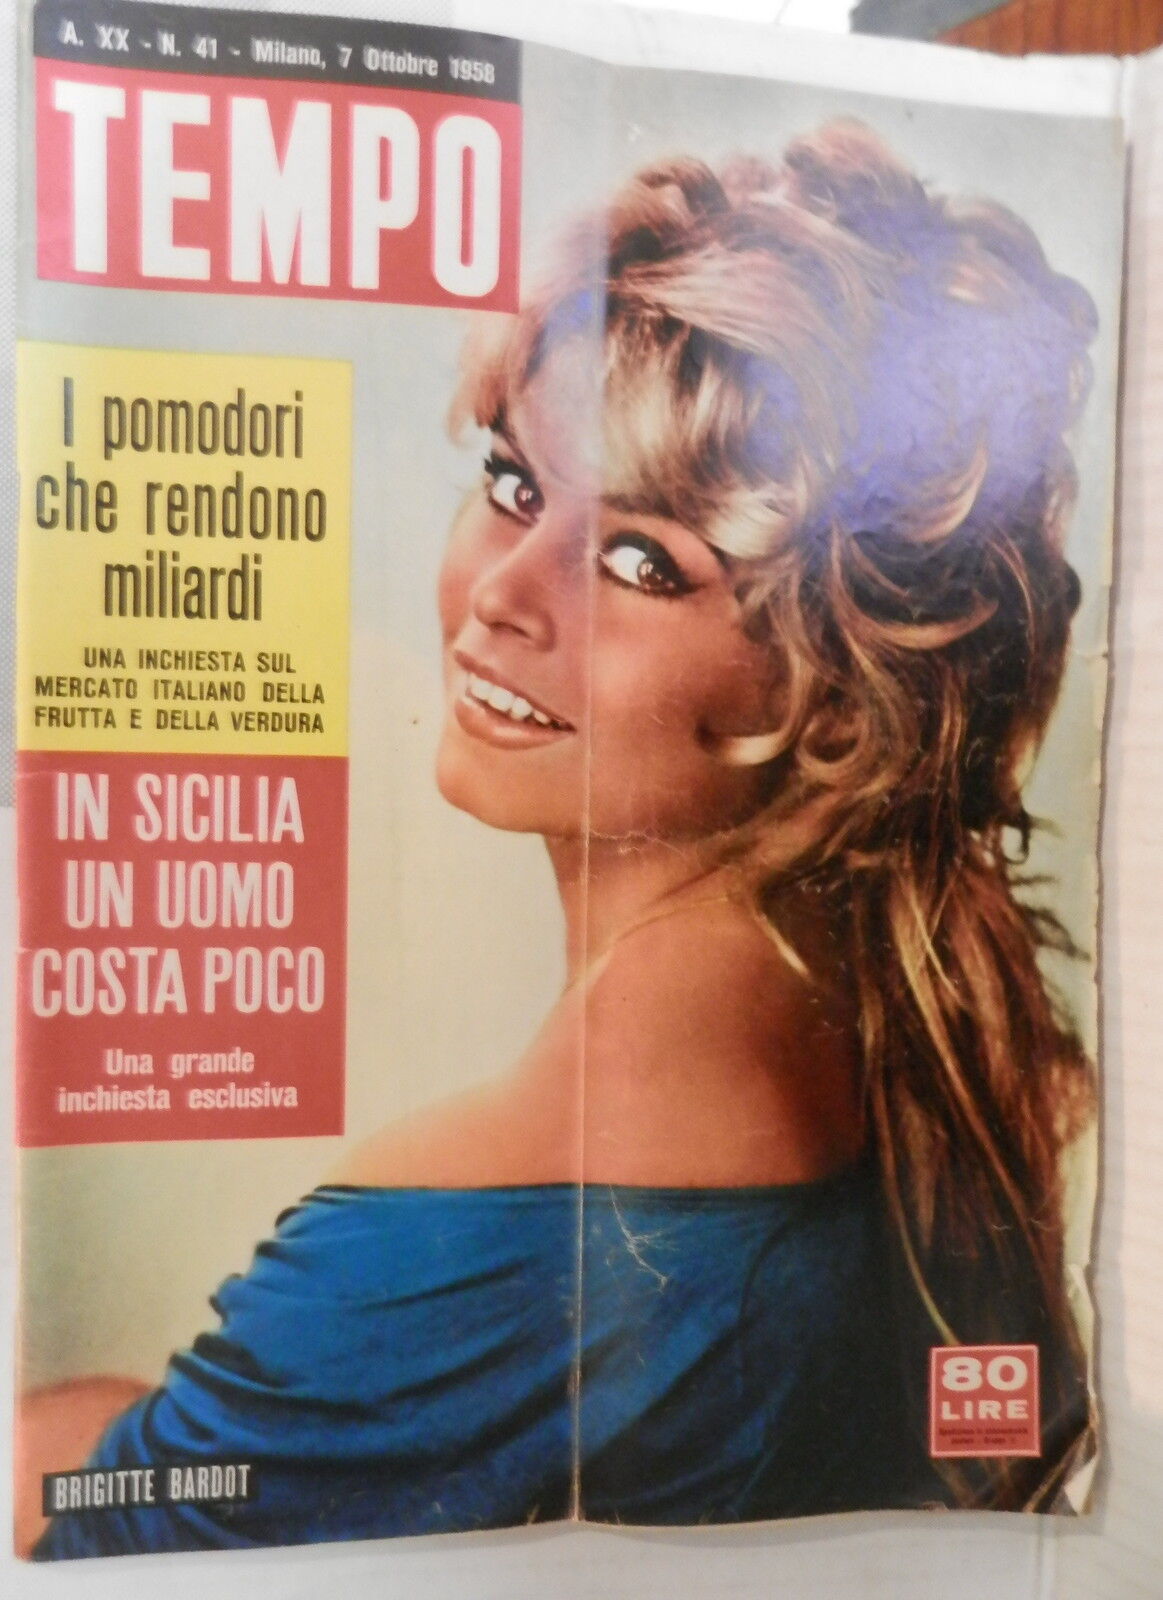 A. XX - N. 41 - Milano, 7 Ottobre 1958
TEMPO
I pomodori
che rendono
miliardi
UNA INCHIESTA SUL
MERCATO ITALIANO DELLA
FRUTTA E DELLA VERDURA
IN SICILIA
UN UOMO
COSTA POCO
Una grande
inchiesta esclusiva
80
LIRE
BRIGITTE BARDOT